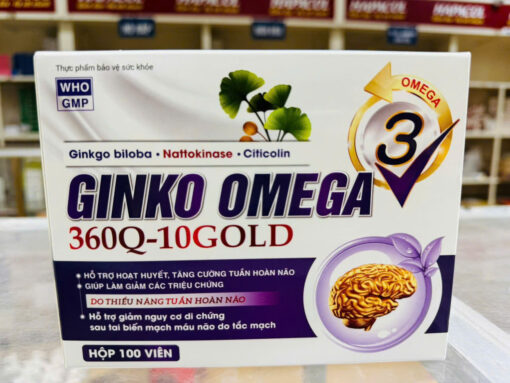 Thực phẩm bảo vệ sức khỏe
WHO
GMP
OMEGA
3
Ginkgo biloba • Nattokinase • Citicolin
GINKO OMEGA
360Q-10GOLD
• HỖ TRỢ HOẠT HUYẾT, TĂNG CƯỜNG TUẦN HOÀN NÃO
• GIÚP LÀM GIẢM CÁC TRIỆU CHỨNG
DO THIỂU NĂNG TUẦN HOÀN NÃO
• Hỗ trợ giảm nguy cơ di chứng
sau tai biến mạch máu não do tắc mạch
HỘP 100 VIÊN